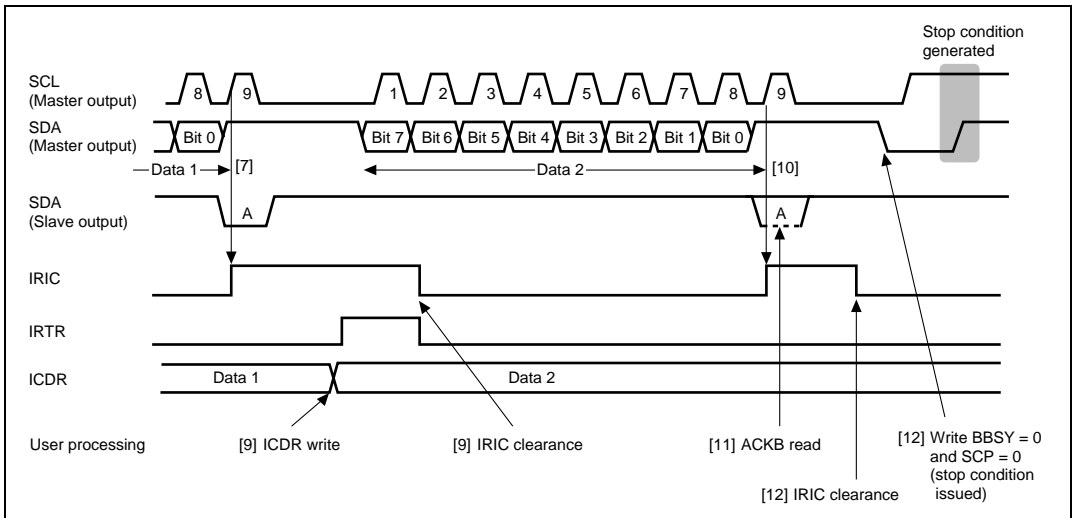 Stop condition
generated
SCL
(Master output)
8 9 1 2 3 4 5 6 7 8 9
SDA
(Master output)
Bit 0 Bit 7 Bit 6 Bit 5 Bit 4 Bit 3 Bit 2 Bit 1 Bit 0
Data 1 [7] Data 2 [10]
SDA
(Slave output)
A A
IRIC
IRTR
ICDR
Data 1 Data 2
User processing
[9] ICDR write
[9] IRIC clearance
[11] ACKB read
[12] Write BBSY = 0
and SCP = 0
(stop condition
issued)
[12] IRIC clearance